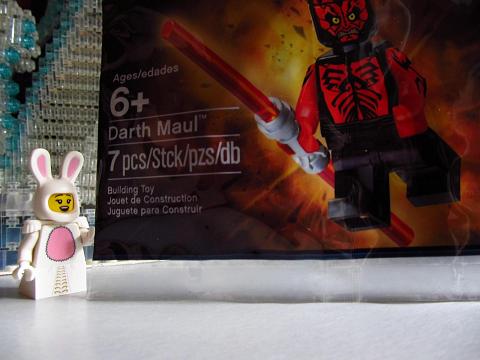 Ages/edades
6+
Darth Maul™
7 pcs/Stck/pzs/db
Building Toy
Jouet de Construction
Juguete para Construir